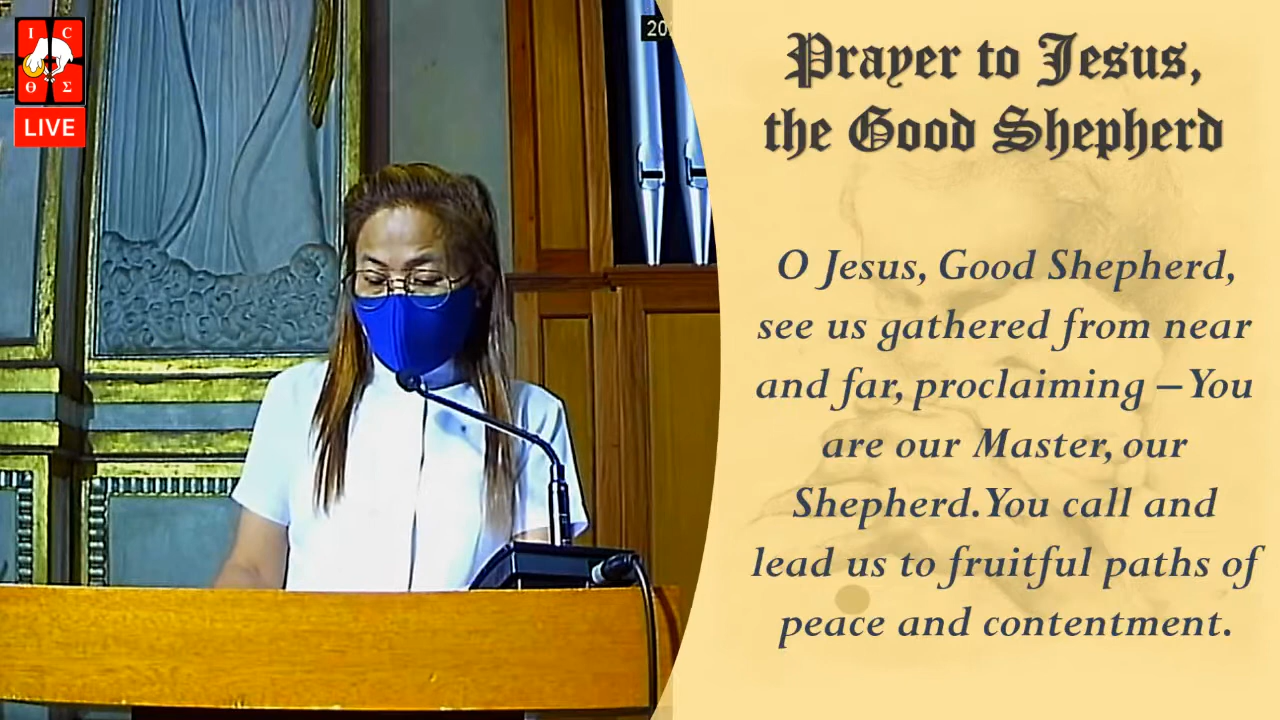 I C
Θ Σ
LIVE
20
Prayer to Jesus,
the Good Shepherd
O Jesus, Good Shepherd,
see us gathered from near
and far, proclaiming – You
are our Master, our
Shepherd. You call and
lead us to fruitful paths of
peace and contentment.